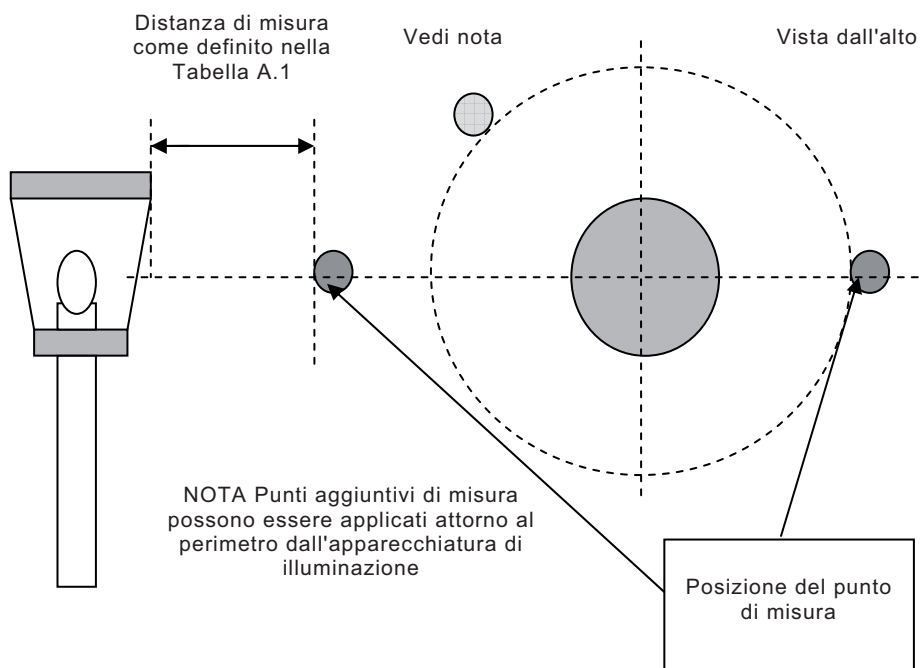 Distanza di misura
come definito nella
Tabella A.1
Vedi nota
Vista dall'alto
NOTA Punti aggiuntivi di misura
possono essere applicati attorno al
perimetro dall'apparecchiatura di
illuminazione
Posizione del punto
di misura